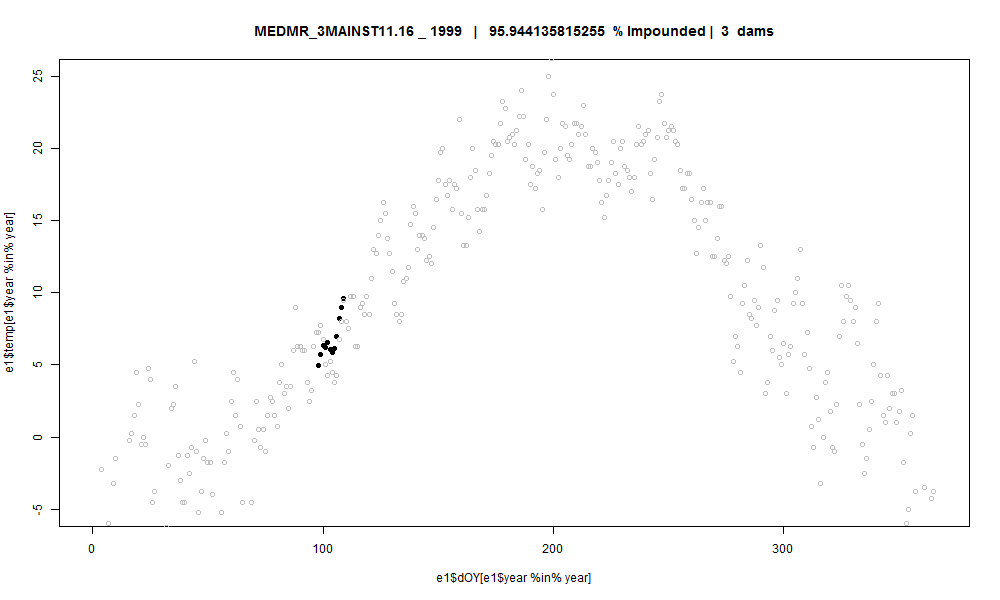 MEDMR_3MAINST11.16 _ 1999 | 95.944135815255 % Impounded | 3 dams
e1$temp[e1$year %in% year]
25
20
15
10
5
0
-5
0 100 200 300
e1$dOY[e1$year %in% year]